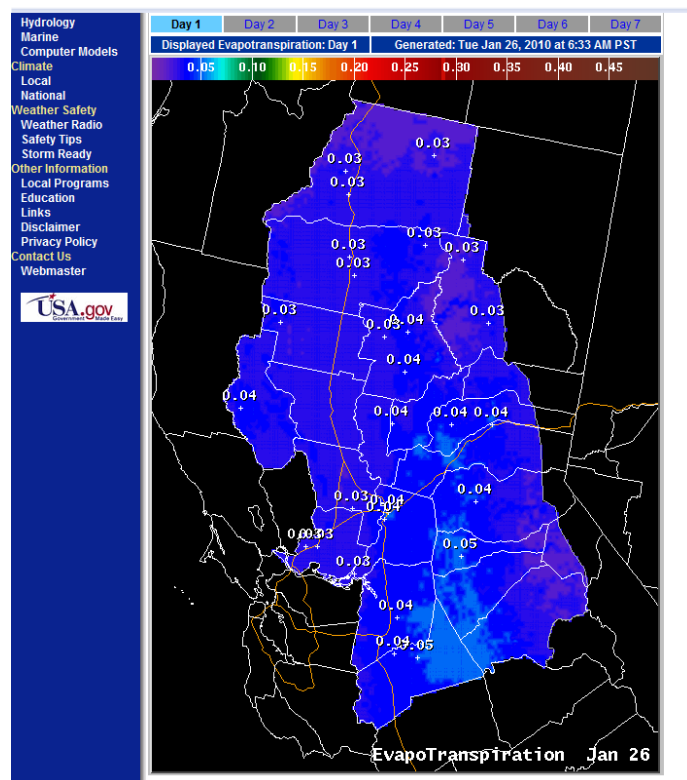 Hydrology
Marine
Computer Models
Climate
Local
National
Weather Safety
Weather Radio
Safety Tips
Storm Ready
Other Information
Local Programs
Education
Links
Disclaimer
Privacy Policy
Contact Us
Webmaster
USA.gov
Government Made Easy
Day 1 Day 2 Day 3 Day 4 Day 5 Day 6 Day 7
Displayed Evapotranspiration: Day 1 Generated: Tue Jan 26, 2010 at 6:33 AM PST
0.05 0.10 0.15 0.20 0.25 0.30 0.35 0.40 0.45
0.03
0.03
0.03
0.03 0.03 0.03
0.03
0.03 0.03 0.04 0.03
0.04
0.04
0.04 0.04 0.04
0.04
0.03 0.04
0.04
0.03 0.03
0.05
0.03
0.04
0.04 0.05
EvapoTranspiration Jan 26